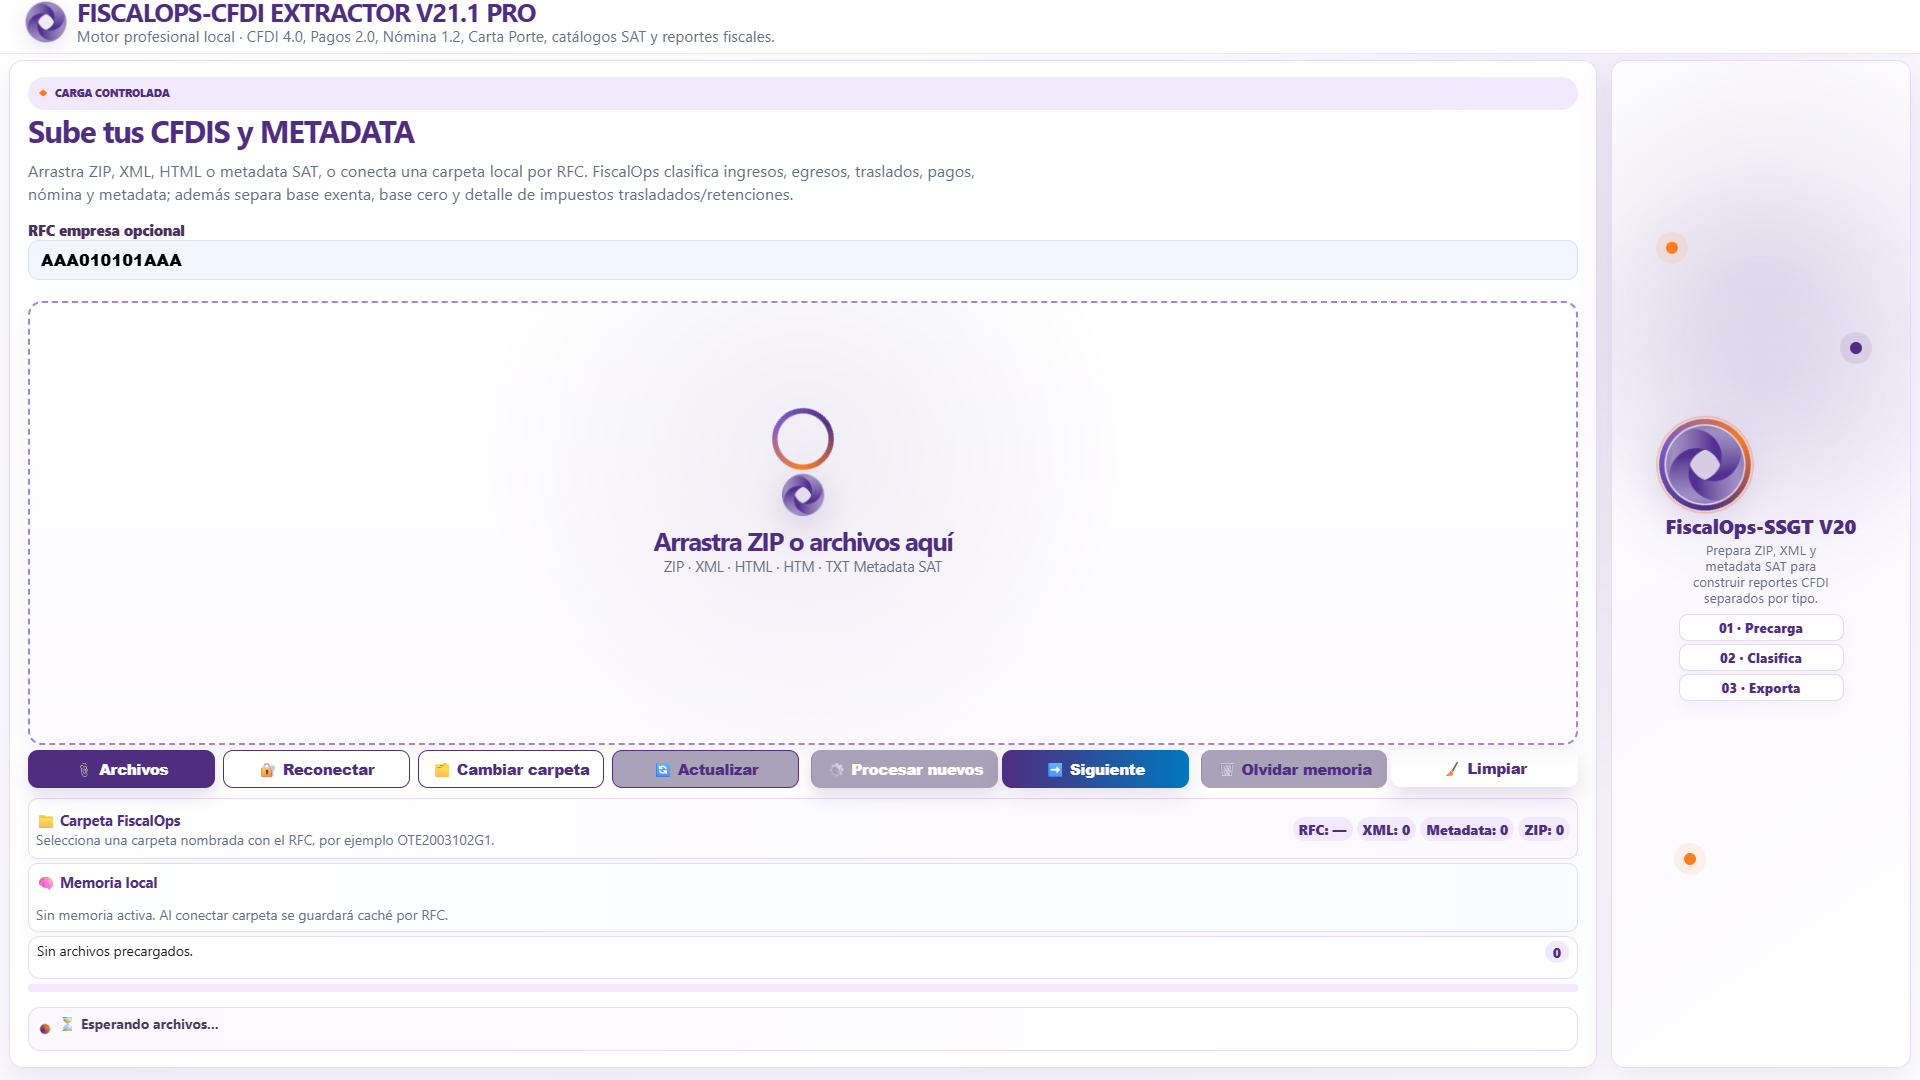 FISCALOPS-CFDI EXTRACTOR V21.1 PRO
Motor profesional local · CFDI 4.0, Pagos 2.0, Nómina 1.2, Carta Porte, catálogos SAT y reportes fiscales.
CARGA CONTROLADA
Sube tus CFDIS y METADATA
Arrastra ZIP, XML, HTML o metadata SAT, o conecta una carpeta local por RFC. FiscalOps clasifica ingresos, egresos, traslados, pagos,
nómina y metadata; además separa base exenta, base cero y detalle de impuestos trasladados/retenciones.
RFC empresa opcional
AAA010101AAA
Arrastra ZIP o archivos aquí
ZIP · XML · HTML · HTM · TXT Metadata SAT
Archivos
Reconectar
Cambiar carpeta
Actualizar
Procesar nuevos
Siguiente
Olvidar memoria
Limpiar
Carpeta FiscalOps
Selecciona una carpeta nombrada con el RFC, por ejemplo OTE2003102G1.
RFC: —
XML: 0
Metadata: 0
ZIP: 0
Memoria local
Sin memoria activa. Al conectar carpeta se guardará caché por RFC.
Sin archivos precargados.
0
Esperando archivos...
FiscalOps-SSGT V20
Prepara ZIP, XML y
metadata SAT para
construir reportes CFDI
separados por tipo.
01 · Precarga
02 · Clasifica
03 · Exporta